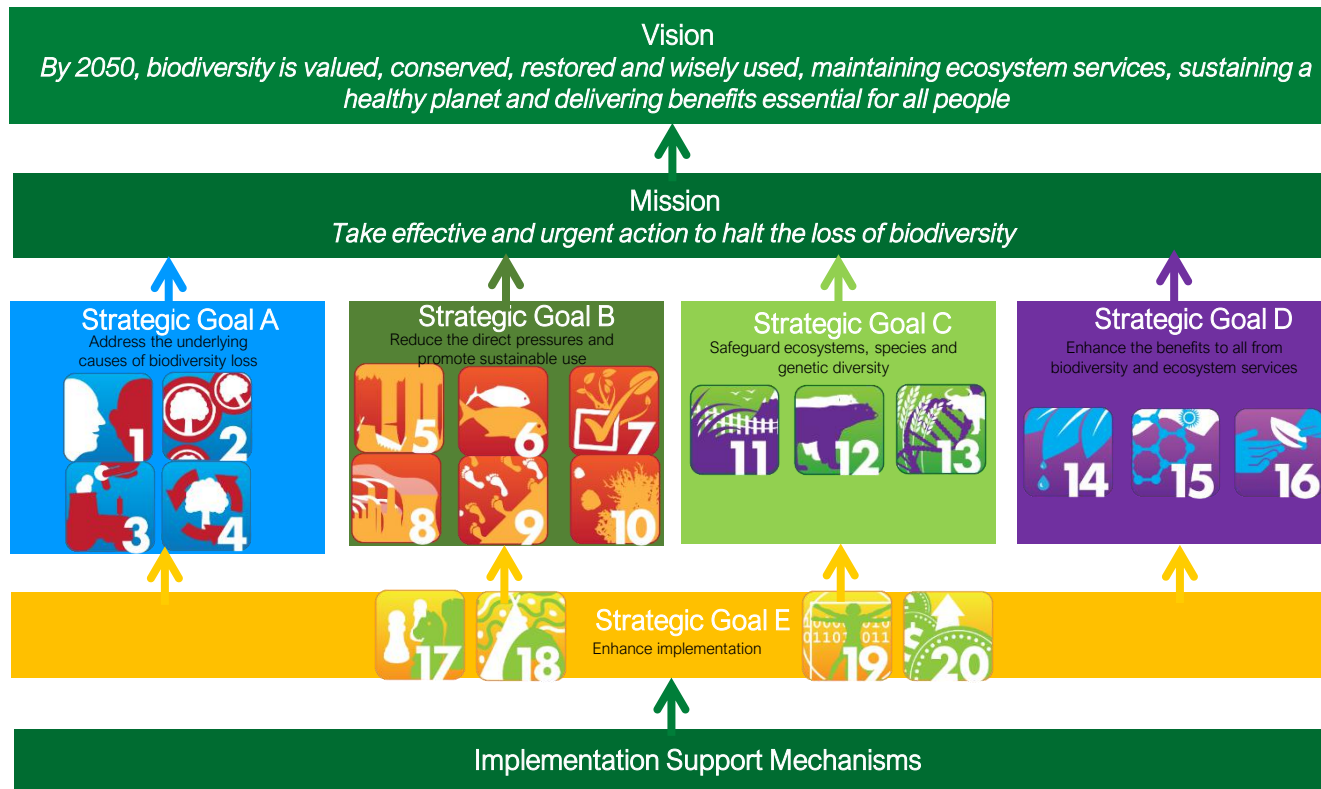 Vision
By 2050, biodiversity is valued, conserved, restored and wisely used, maintaining ecosystem services, sustaining a
healthy planet and delivering benefits essential for all people
Mission
Take effective and urgent action to halt the loss of biodiversity
Strategic Goal A
Address the underlying
causes of biodiversity loss
1
2
3
4
Strategic Goal B
Reduce the direct pressures and
promote sustainable use
5
6
7
8
9
10
Strategic Goal C
Safeguard ecosystems, species and
genetic diversity
11
12
13
Strategic Goal D
Enhance the benefits to all from
biodiversity and ecosystem services
14
15
16
17
18
Strategic Goal E
Enhance implementation
19
20
Implementation Support Mechanisms